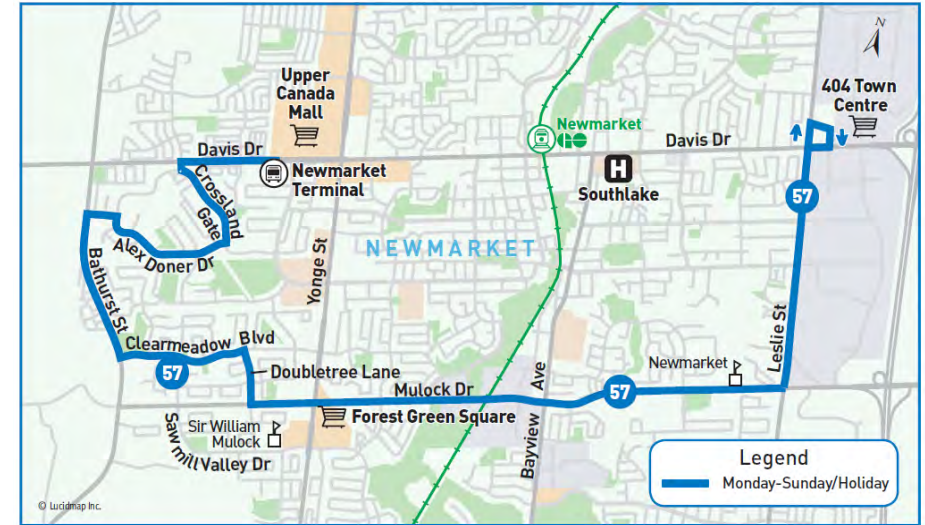 N
Upper
Canada
Mall
404 Town
Centre
Newmarket
GO
Davis Dr
Davis Dr
Newmarket
Terminal
H
Southlake
Crossland
Gate
57
Alex Doner Dr
NEWMARKET
Yonge St
Bathurst St
Leslie St
Clearmeadow Blvd
57
Doubletree Lane
Newmarket
Mulock Dr
57
Ave
Bayview
Forest Green Square
Sir William
Mulock
Sawmill Valley Dr
Legend
Monday-Sunday/Holiday
© Lucidmap Inc.